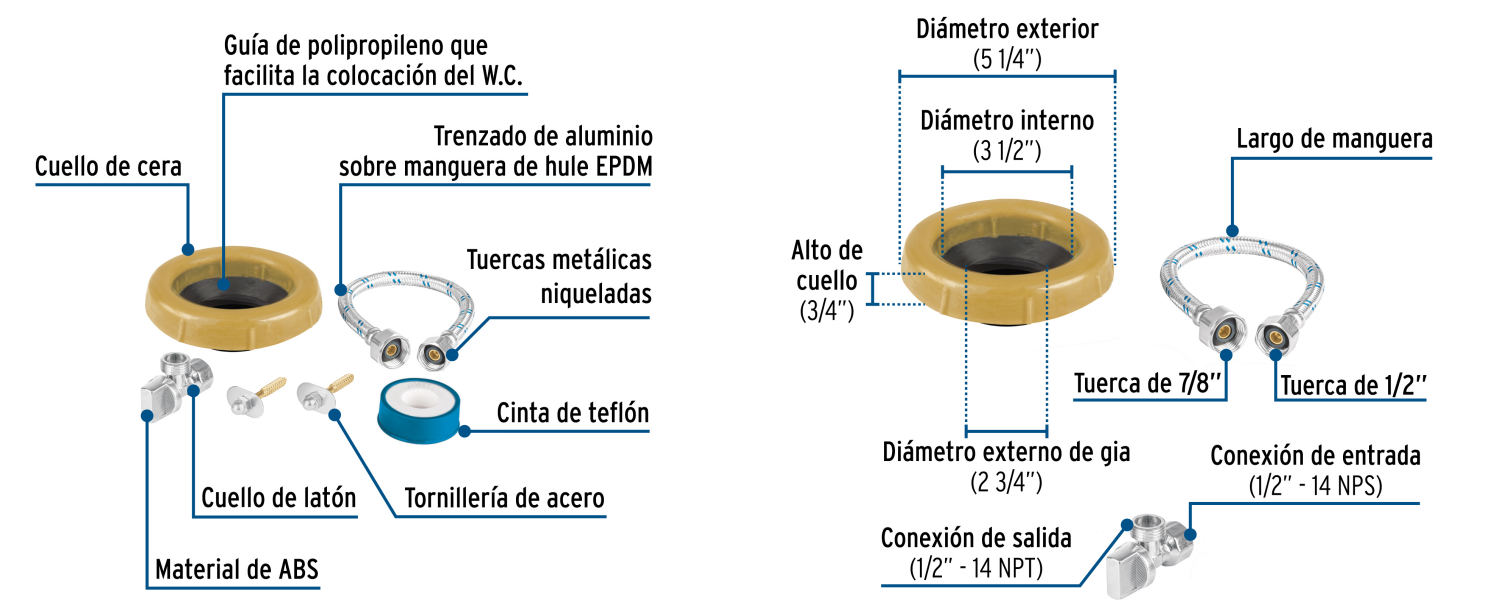 Guía de polipropileno que
facilita la colocación del W.C.
Trenzado de aluminio
sobre manguera de hule EPDM
Cuello de cera
Tuercas metálicas
niqueladas
Cinta de teflón
Cuello de latón
Tornillería de acero
Material de ABS
Diámetro exterior
(5 1/4”)
Diámetro interno
(3 1/2”)
Largo de manguera
Alto de
cuello
(3/4”)
Tuerca de 7/8”
Tuerca de 1/2”
Diámetro externo de gia
(2 3/4”)
Conexión de entrada
(1/2” - 14 NPS)
Conexión de salida
(1/2” - 14 NPT)